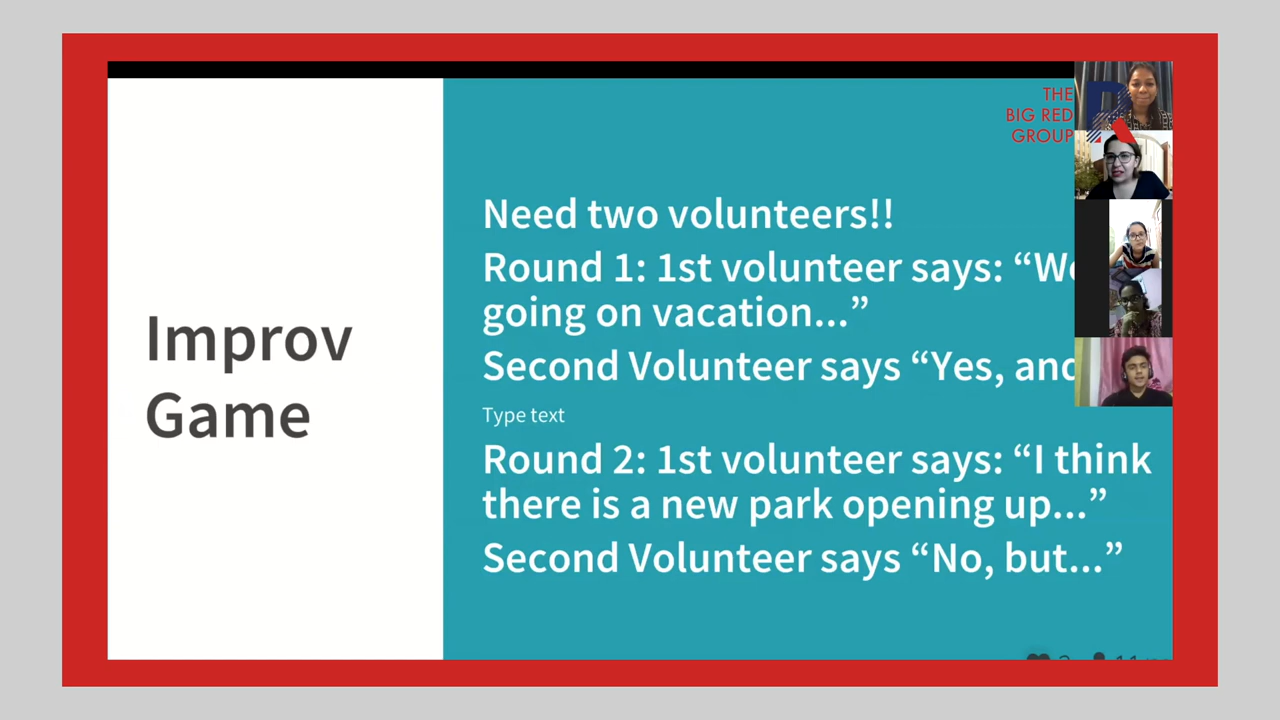 THE
BIG RED
GROUP
Improv
Game
Need two volunteers!!
Round 1: 1st volunteer says: “
going on vacation...”
Second Volunteer says “Yes,
Type text
Round 2: 1st volunteer says: “I think
there is a new park opening up...”
Second Volunteer says “No, but...”